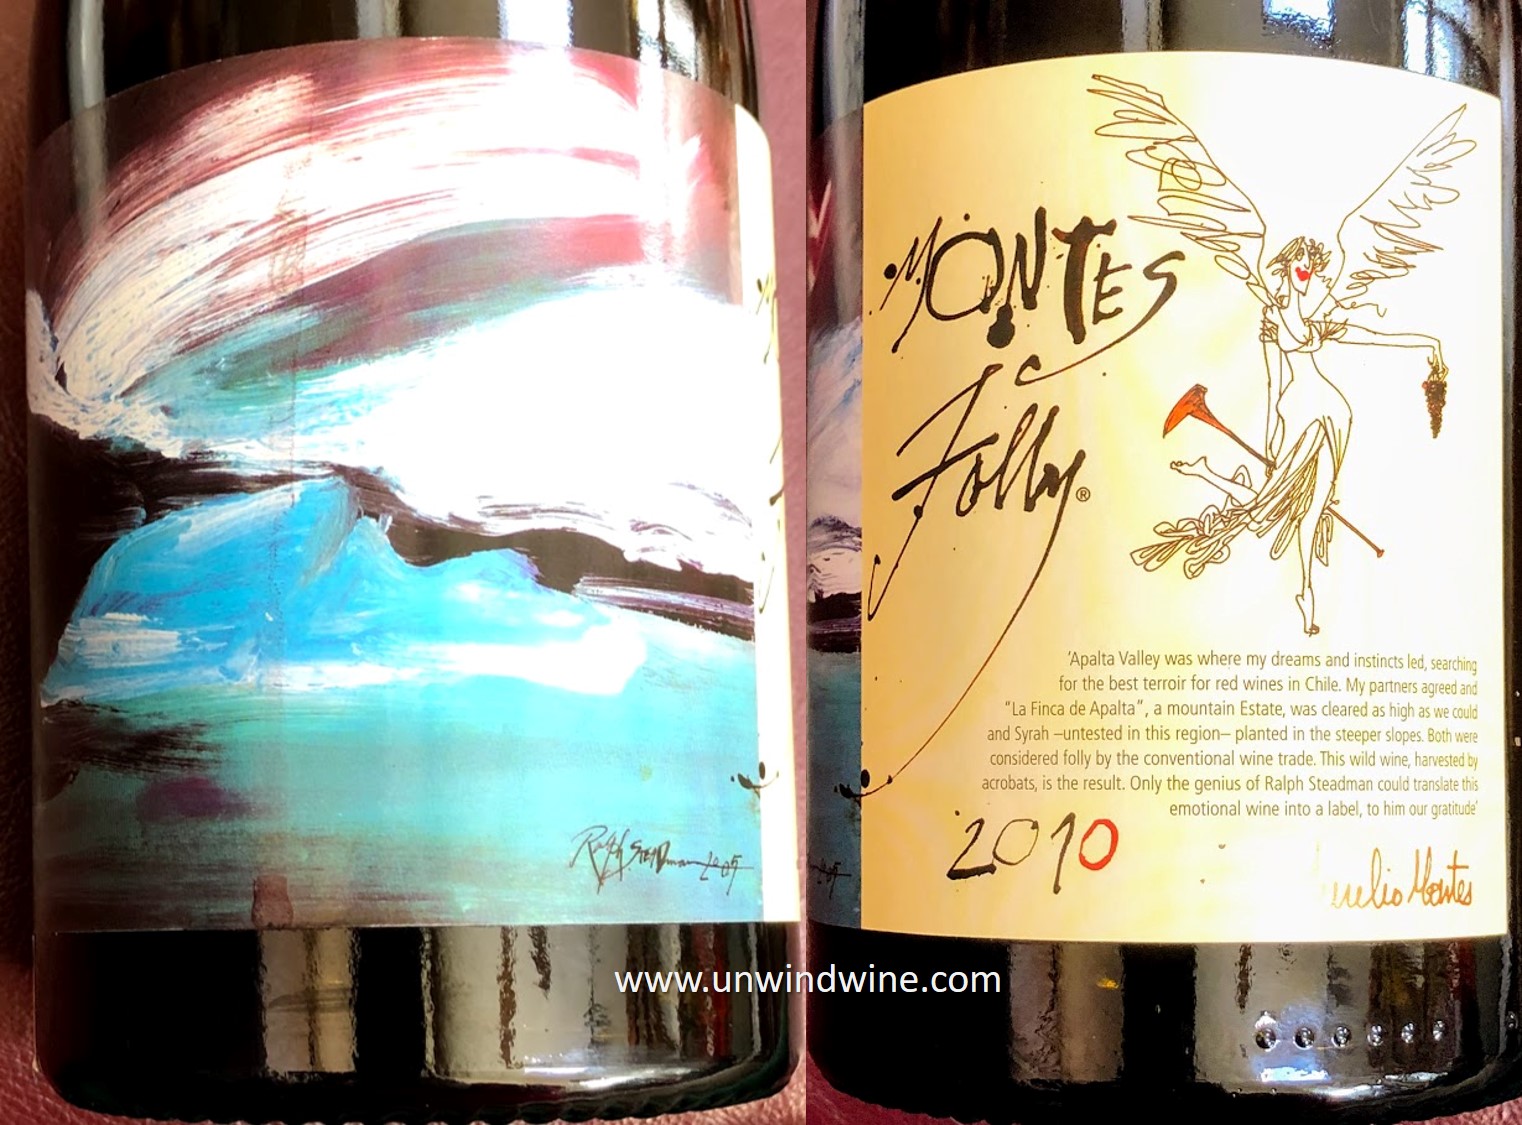 Ralph STEADman 2005
MONTES
Folly®
'Apalta Valley was where my dreams and instincts led, searching
for the best terroir for red wines in Chile. My partners agreed and
"La Finca de Apalta", a mountain Estate, was cleared as high as we could
and Syrah –untested in this region– planted in the steeper slopes. Both were
considered folly by the conventional wine trade. This wild wine, harvested by
acrobats, is the result. Only the genius of Ralph Steadman could translate this
emotional wine into a label, to him our gratitude'
2010
Montes
www.unwindwine.com